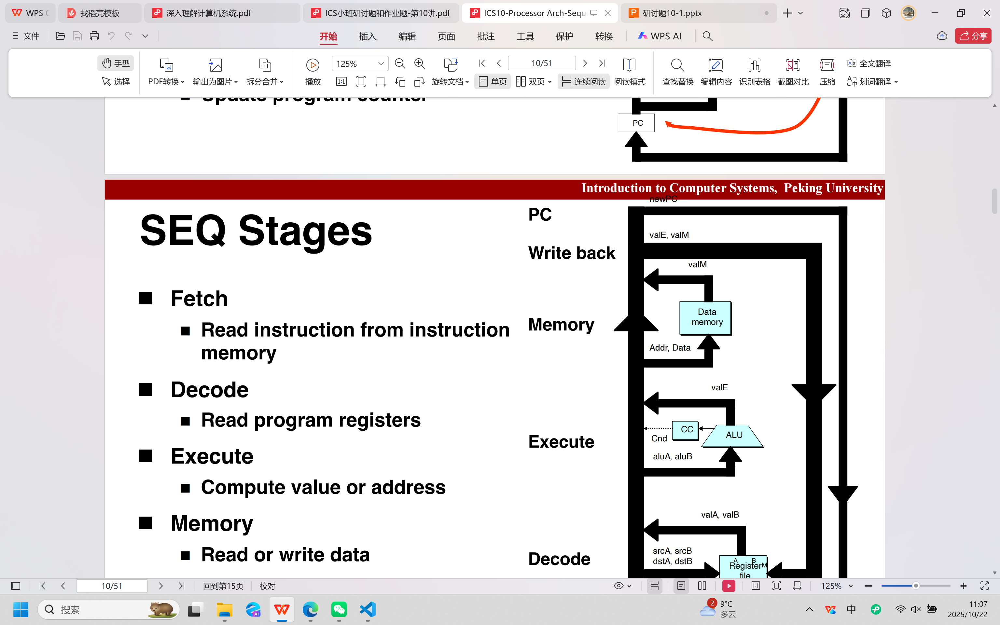 WPS
找稻壳模板
深入理解计算机系统.pdf
ICS小班研讨题和作业题-第10讲.pdf
ICS10-Processor Arch-Sequ
研讨题10-1.pptx
文件
开始
插入
编辑
页面
批注
工具
保护
转换
WPS AI
分享
手型
选择
PDF转换
输出为图片
拆分合并
播放
125%
旋转文档
10/51
单页
双页
连续阅读
阅读模式
查找替换
编辑内容
识别表格
截图对比
压缩
全文翻译
划词翻译
Update program counter
PC
Introduction to Computer Systems, Peking University
newPC
SEQ Stages
Fetch
Read instruction from instruction
memory
Decode
Read program registers
Execute
Compute value or address
Memory
Read or write data
PC
valE, valM
Write back
valM
Data
memory
Memory
Addr, Data
valE
CC
ALU
Cnd
Execute
aluA, aluB
valA, valB
srcA, srcB
dstA, dstB
Decode
A B
Register M
file
10/51
回到第15页
校对
125%
搜索
AI
2
9°C
多云
中
11:07
2025/10/22